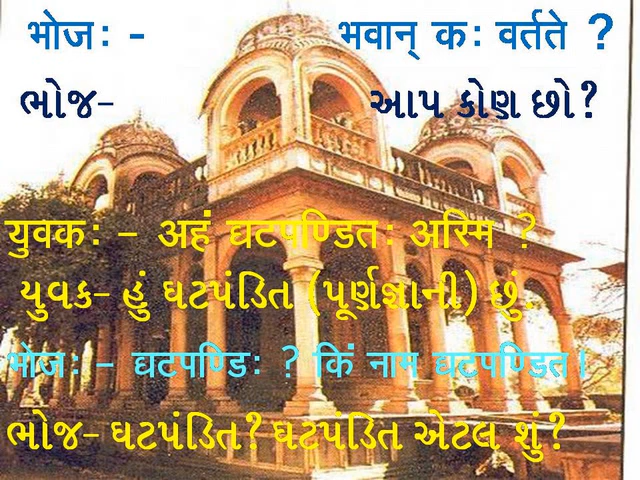 भोजः - भवान् कः वर्तते ?
ભોજ- આપ કોણ છો?
युवकः - अहं घटपण्डितः अस्मि ?
યુવક- હું ઘટપંડિત (પૂર્ણજ્ઞાની) છું.
भोजः - घटपण्डिः ? किं नाम घटपण्डित।
ભોજ- ઘટપંડિત? ઘટપંડિત એટલ શું?